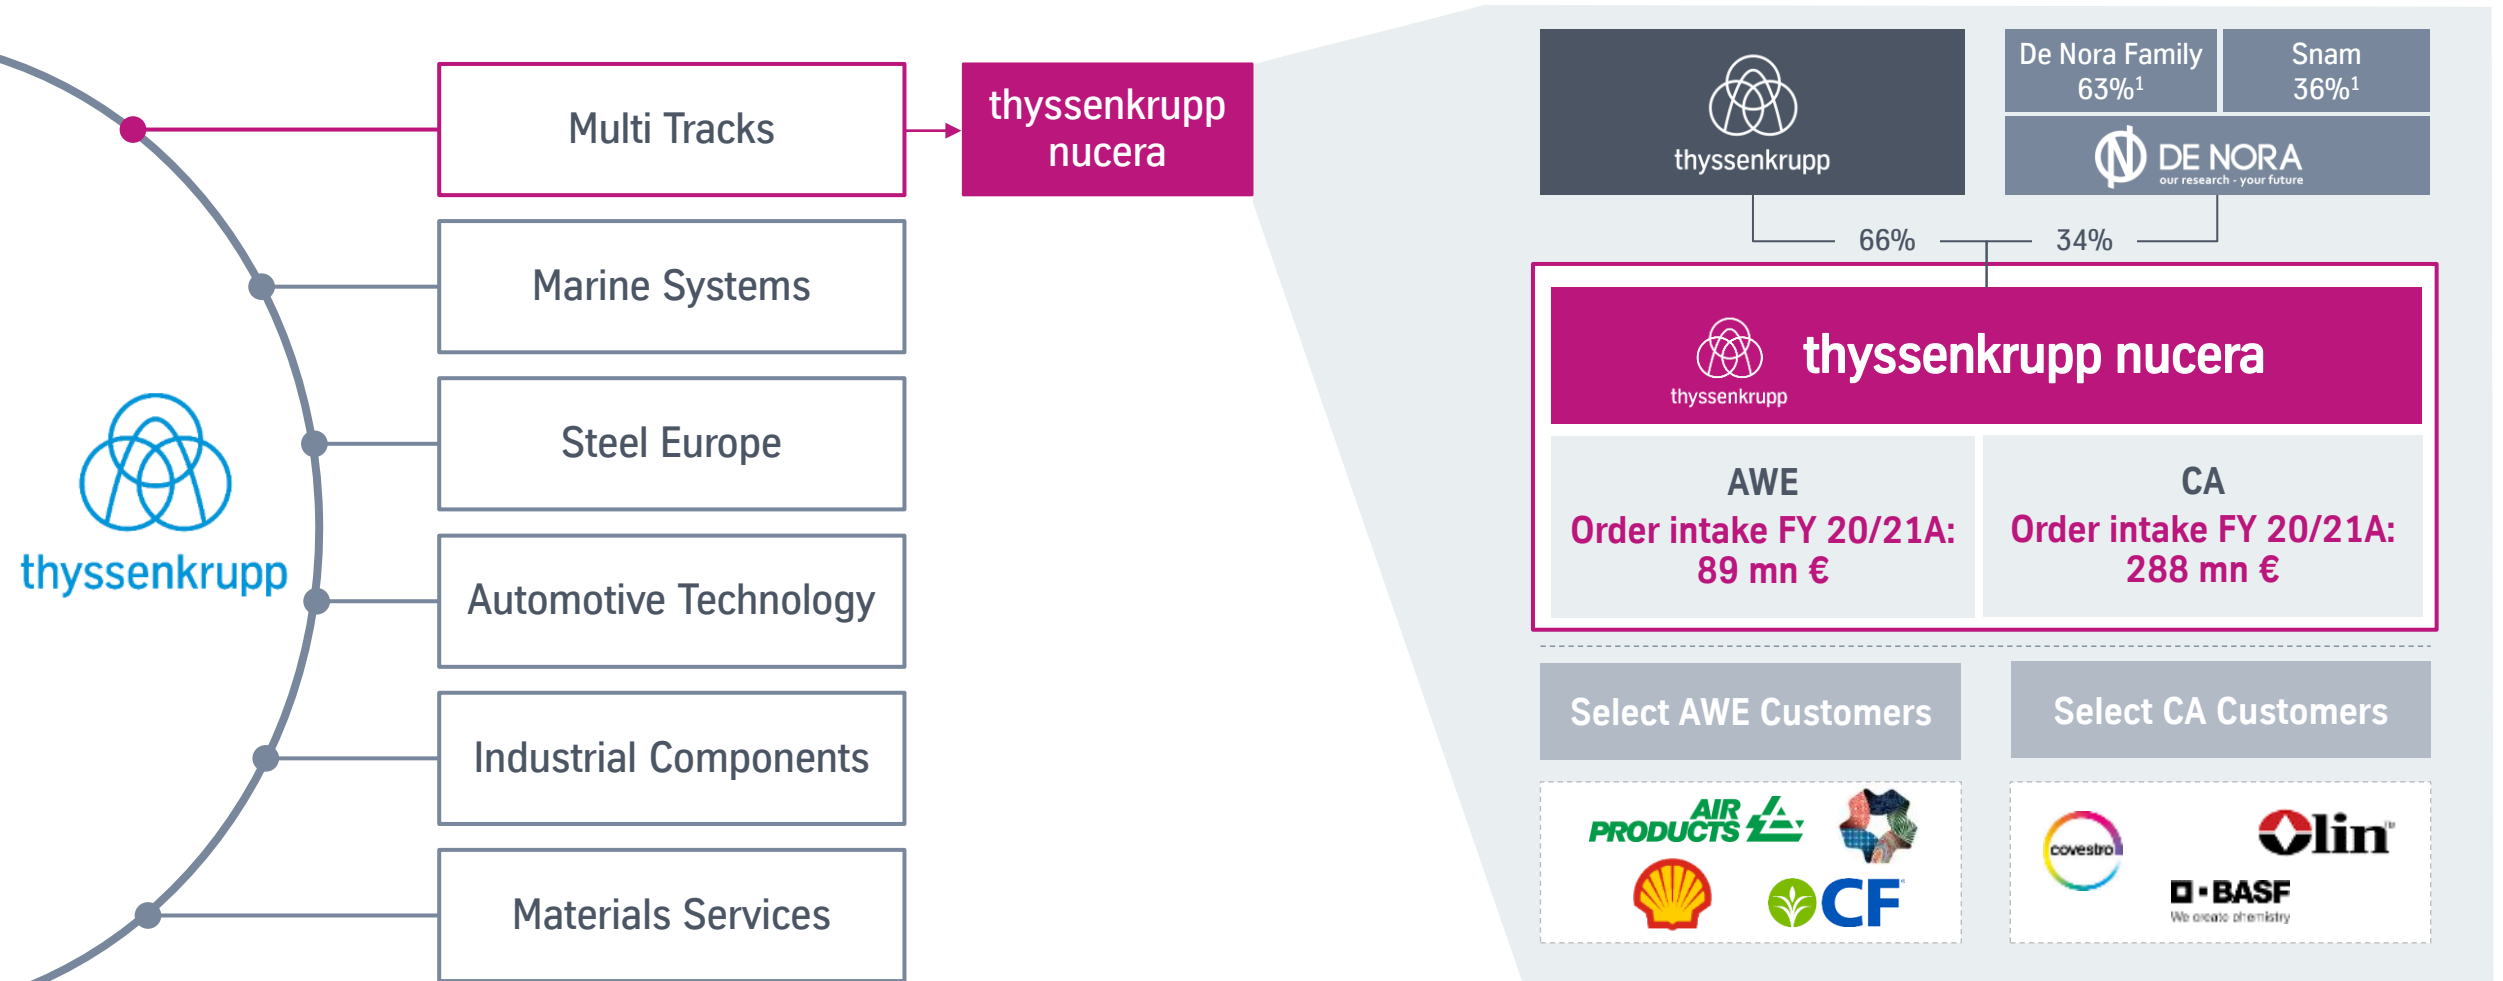 thyssenkrupp
Multi Tracks
Marine Systems
Steel Europe
Automotive Technology
Industrial Components
Materials Services
thyssenkrupp
nucera
thyssenkrupp
De Nora Family
63%¹
Snam
36%¹
DE NORA
our research - your future
66%
34%
thyssenkrupp
thyssenkrupp nucera
AWE
Order intake FY 20/21A:
89 mn €
CA
Order intake FY 20/21A:
288 mn €
Select AWE Customers
AIR
PRODUCTS
CF
Select CA Customers
covestro
Olin™
BASF
We create chemistry